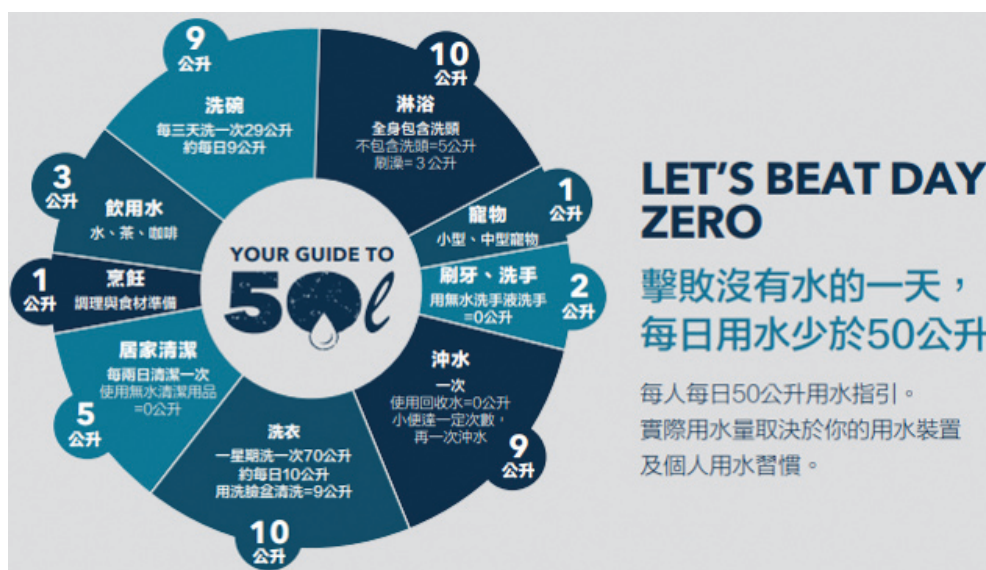 10
公升
淋浴
全身包含洗頭
不包含洗頭=5公升
刷澡=3公升
1
公升
寵物
小型、中型寵物
2
公升
刷牙、洗手
用無水洗手液洗手
=0公升
9
公升
沖水
一次
使用回收水=0公升
小便達一定次數，
再一次沖水
10
公升
洗衣
一星期洗一次70公升
約每日10公升
用洗臉盆清洗=9公升
5
公升
居家清潔
每兩日清潔一次
使用無水清潔用品
=0公升
1
公升
烹飪
調理與食材準備
3
公升
飲用水
水、茶、咖啡
9
公升
洗碗
每三天洗一次29公升
約每日9公升
YOUR GUIDE TO
50ℓ
LET'S BEAT DAY
ZERO
擊敗沒有水的一天，
每日用水少於50公升
每人每日50公升用水指引。
實際用水量取決於你的用水裝置
及個人用水習慣。